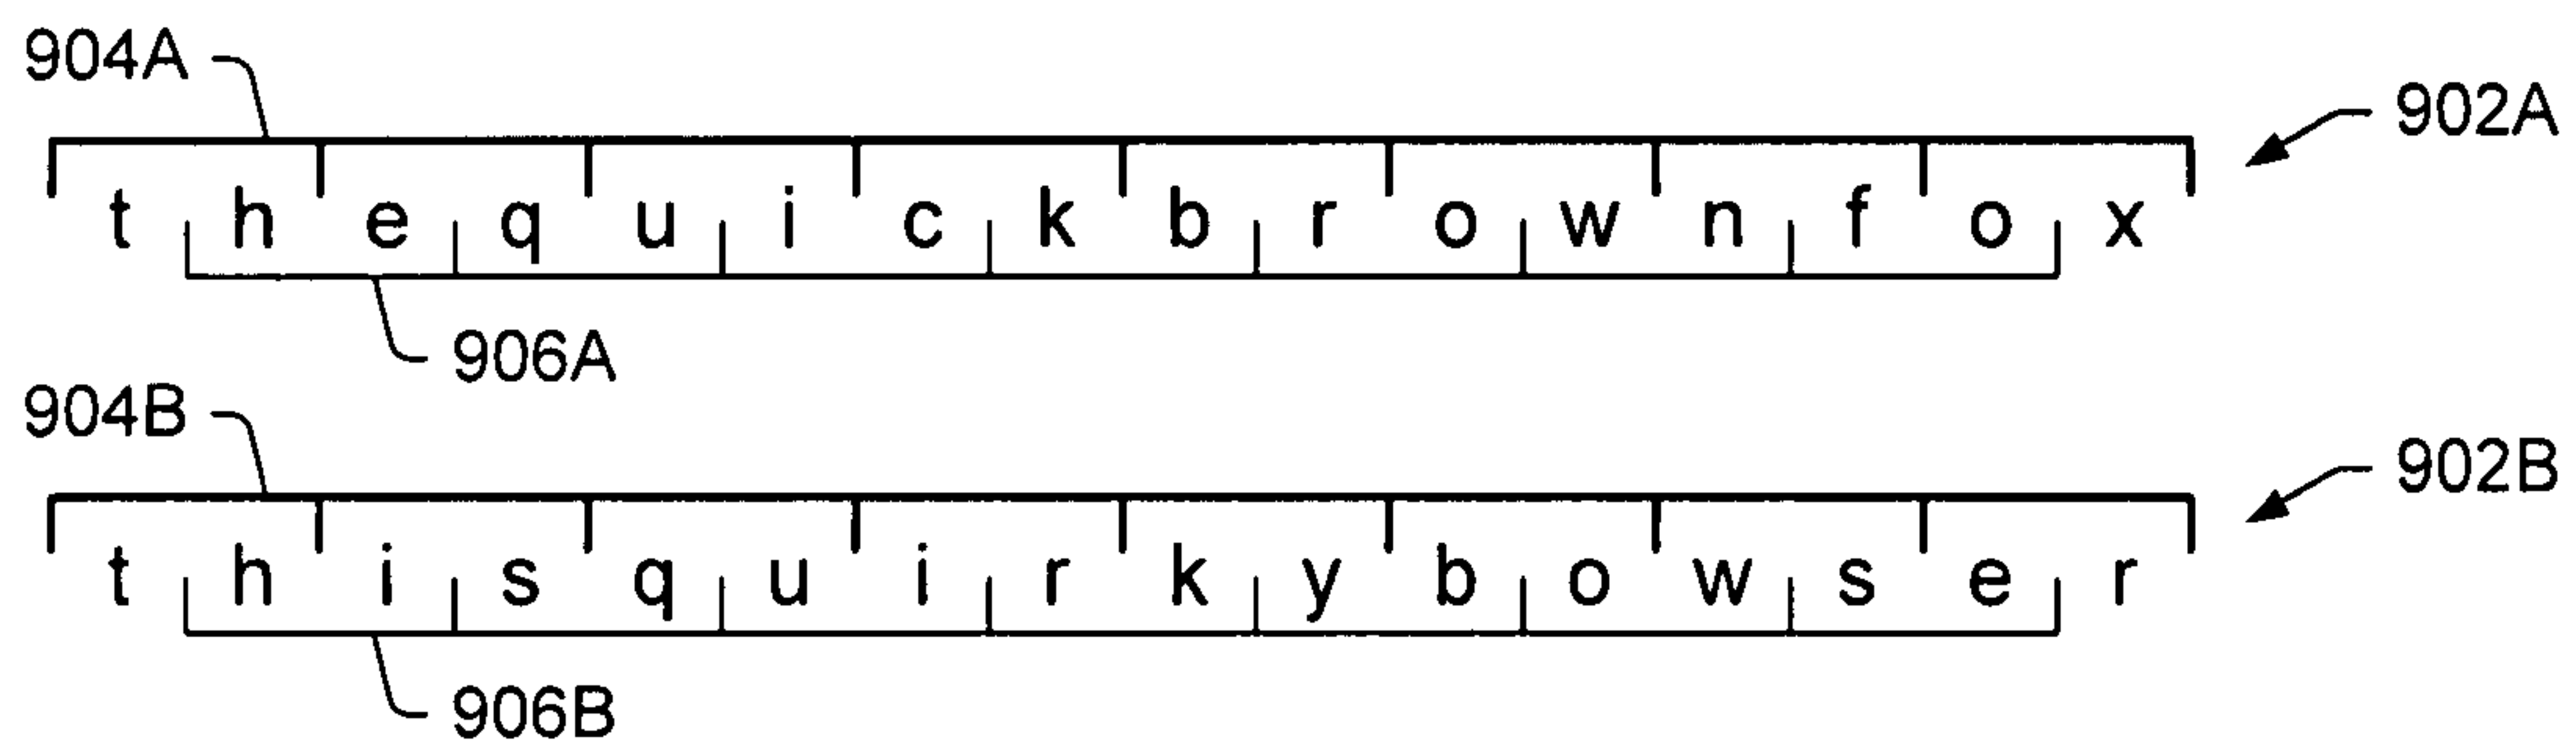 904A
902A
t h e q u i c k b r o w n f o x
906A
904B
902B
t h i s q u i r k y b o w s e r
906B